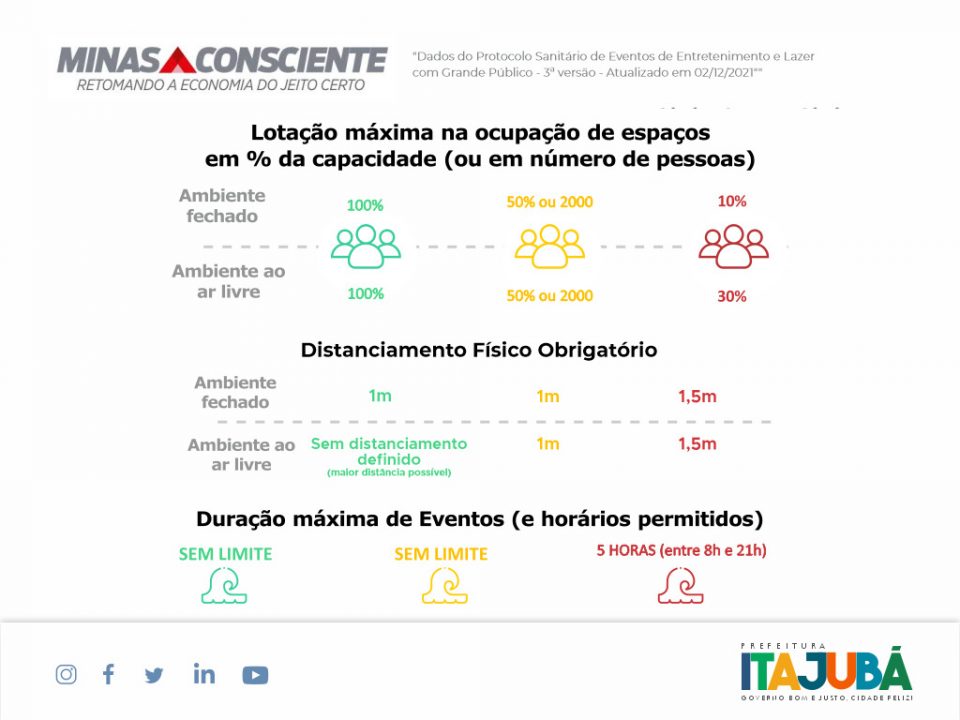 MINAS CONSCIENTE
RETOMANDO A ECONOMIA DO JEITO CERTO
"Dados do Protocolo Sanitário de Eventos de Entretenimento e Lazer
com Grande Público - 3ª versão - Atualizado em 02/12/2021""
Lotação máxima na ocupação de espaços
em % da capacidade (ou em número de pessoas)
Ambiente
fechado
100%
50% ou 2000
10%
Ambiente ao
ar livre
100%
50% ou 2000
30%
Distanciamento Físico Obrigatório
Ambiente
fechado
1m
1m
1,5m
Ambiente ao
ar livre
Sem distanciamento
definido
(maior distância possível)
1m
1,5m
Duração máxima de Eventos (e horários permitidos)
SEM LIMITE
SEM LIMITE
5 HORAS (entre 8h e 21h)
PREFEITURA
ITAJUBÁ
GOVERNO BOM E JUSTO, CIDADE FELIZ!